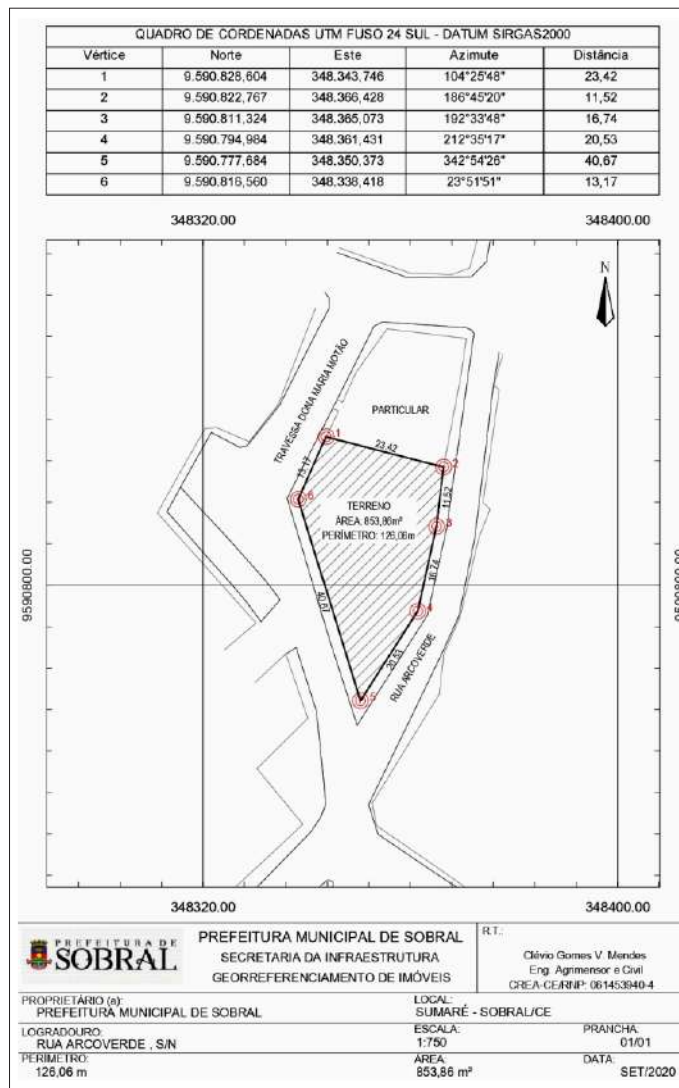 QUADRO DE CORDENADAS UTM FUSO 24 SUL - DATUM SIRGAS2000
Vértice Norte Este Azimute Distância
1 9.590.828,604 348.343,746 104°25'48" 23,42
2 9.590.822,767 348.366,428 186°45'20" 11,52
3 9.590.811,324 348.365,073 192°33'48" 16,74
4 9.590.794,984 348.361,431 212°35'17" 20,53
5 9.590.777,684 348.350,373 342°54'26" 40,67
6 9.590.816,560 348.338,418 23°51'51" 13,17
348320.00 348400.00
N
TRAVESSA DONA MARIA MOTÃO
PARTICULAR
1
23.42
2
13.17
6
11.52
TERRENO
ÁREA: 853,86m²
PERÍMETRO: 126,06m
3
16.74
9590800.00 9590800.00
40.67
4
20.53
RUA ARCOVERDE
5
348320.00 348400.00
PREFEITURA DE
SOBRAL
PREFEITURA MUNICIPAL DE SOBRAL
SECRETARIA DA INFRAESTRUTURA
GEORREFERENCIAMENTO DE IMÓVEIS
R.T.:
Clévio Gomes V. Mendes
Eng. Agrimensor e Civil
CREA-CE/RNP: 061453940-4
PROPRIETÁRIO (a):
PREFEITURA MUNICIPAL DE SOBRAL
LOCAL:
SUMARÉ - SOBRAL/CE
LOGRADOURO:
RUA ARCOVERDE , S/N
ESCALA:
1:750
PRANCHA:
01/01
PERÍMETRO:
126,06 m
ÁREA:
853,86 m²
DATA:
SET/2020